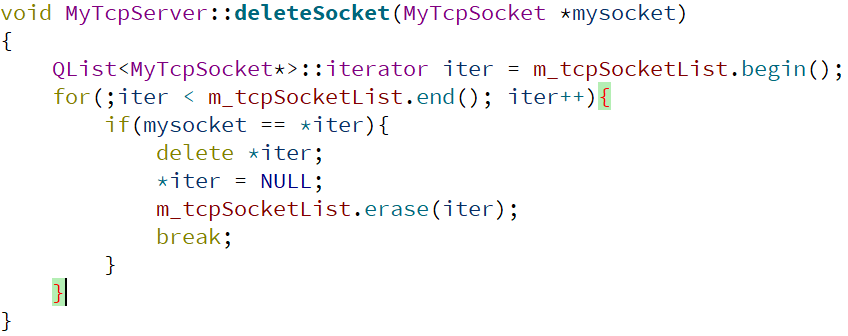 void MyTcpServer::deleteSocket(MyTcpSocket *mysocket)
{
    QList<MyTcpSocket*>::iterator iter = m_tcpSocketList.begin();
    for(;iter < m_tcpSocketList.end(); iter++){
        if(mysocket == *iter){
            delete *iter;
            *iter = NULL;
            m_tcpSocketList.erase(iter);
            break;
        }
    }
}